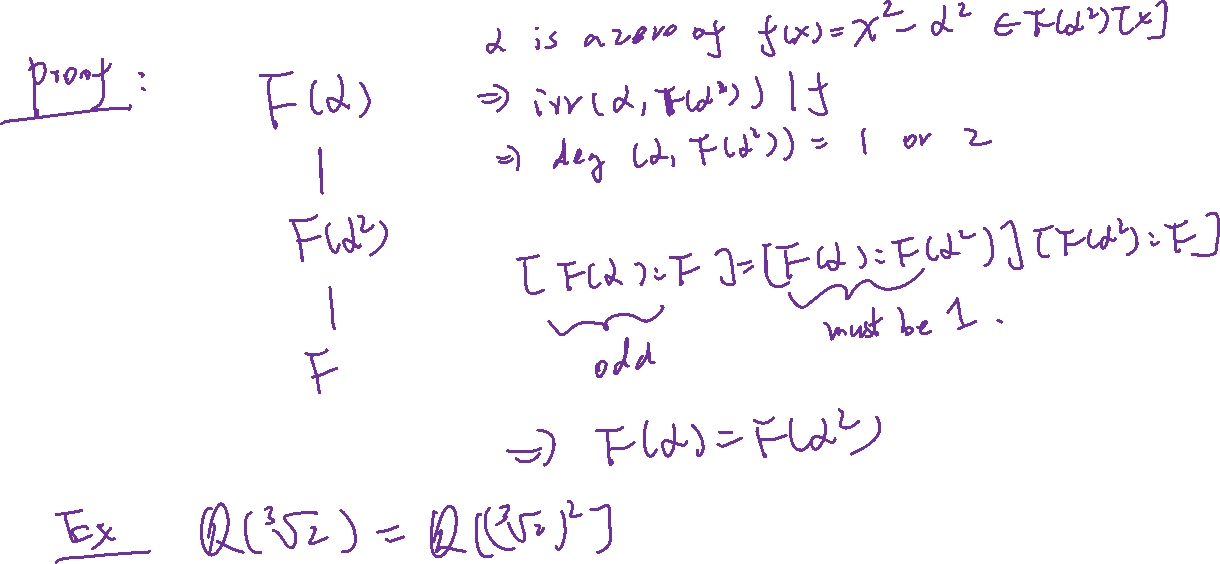 proof :
F(α)
|
F(α²)
|
F
α is a zero of f(x) = x² - α² ∈ F(α²)[x]
⇒ irr(α, F(α²)) | f
⇒ deg (α, F(α²)) = 1 or 2
[F(α) : F] = [F(α) : F(α²)] [F(α²) : F]
odd
must be 1.
⇒ F(α) = F(α²)
Ex Q(∛2) = Q[(∛2)²]